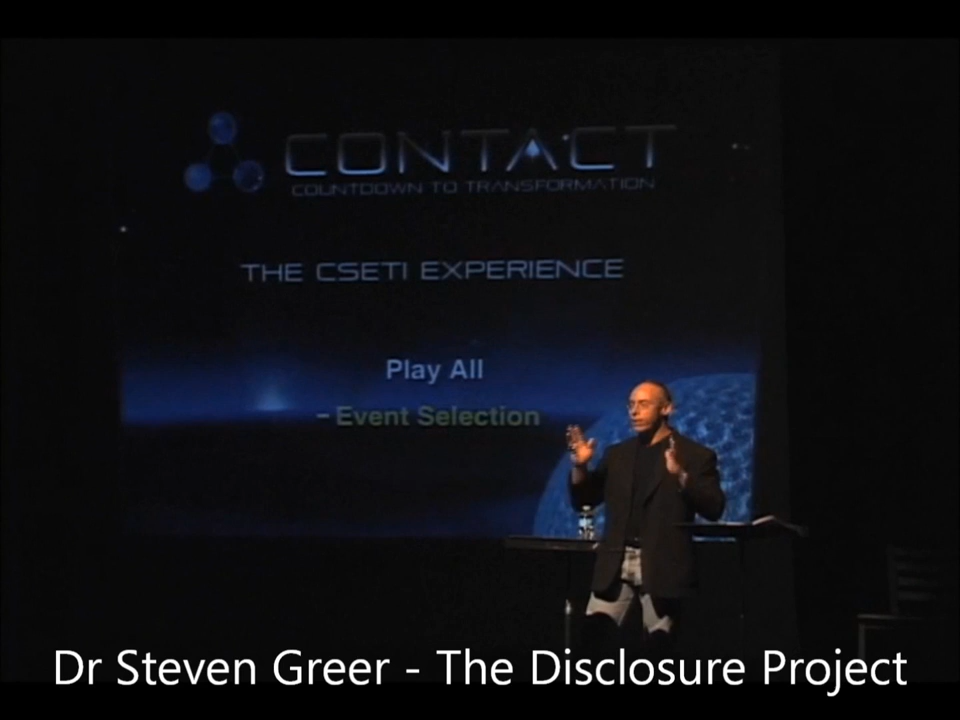 CONTACT
COUNTDOWN TO TRANSFORMATION
THE CSETI EXPERIENCE
Play All
- Event Selection
Dr Steven Greer - The Disclosure Project